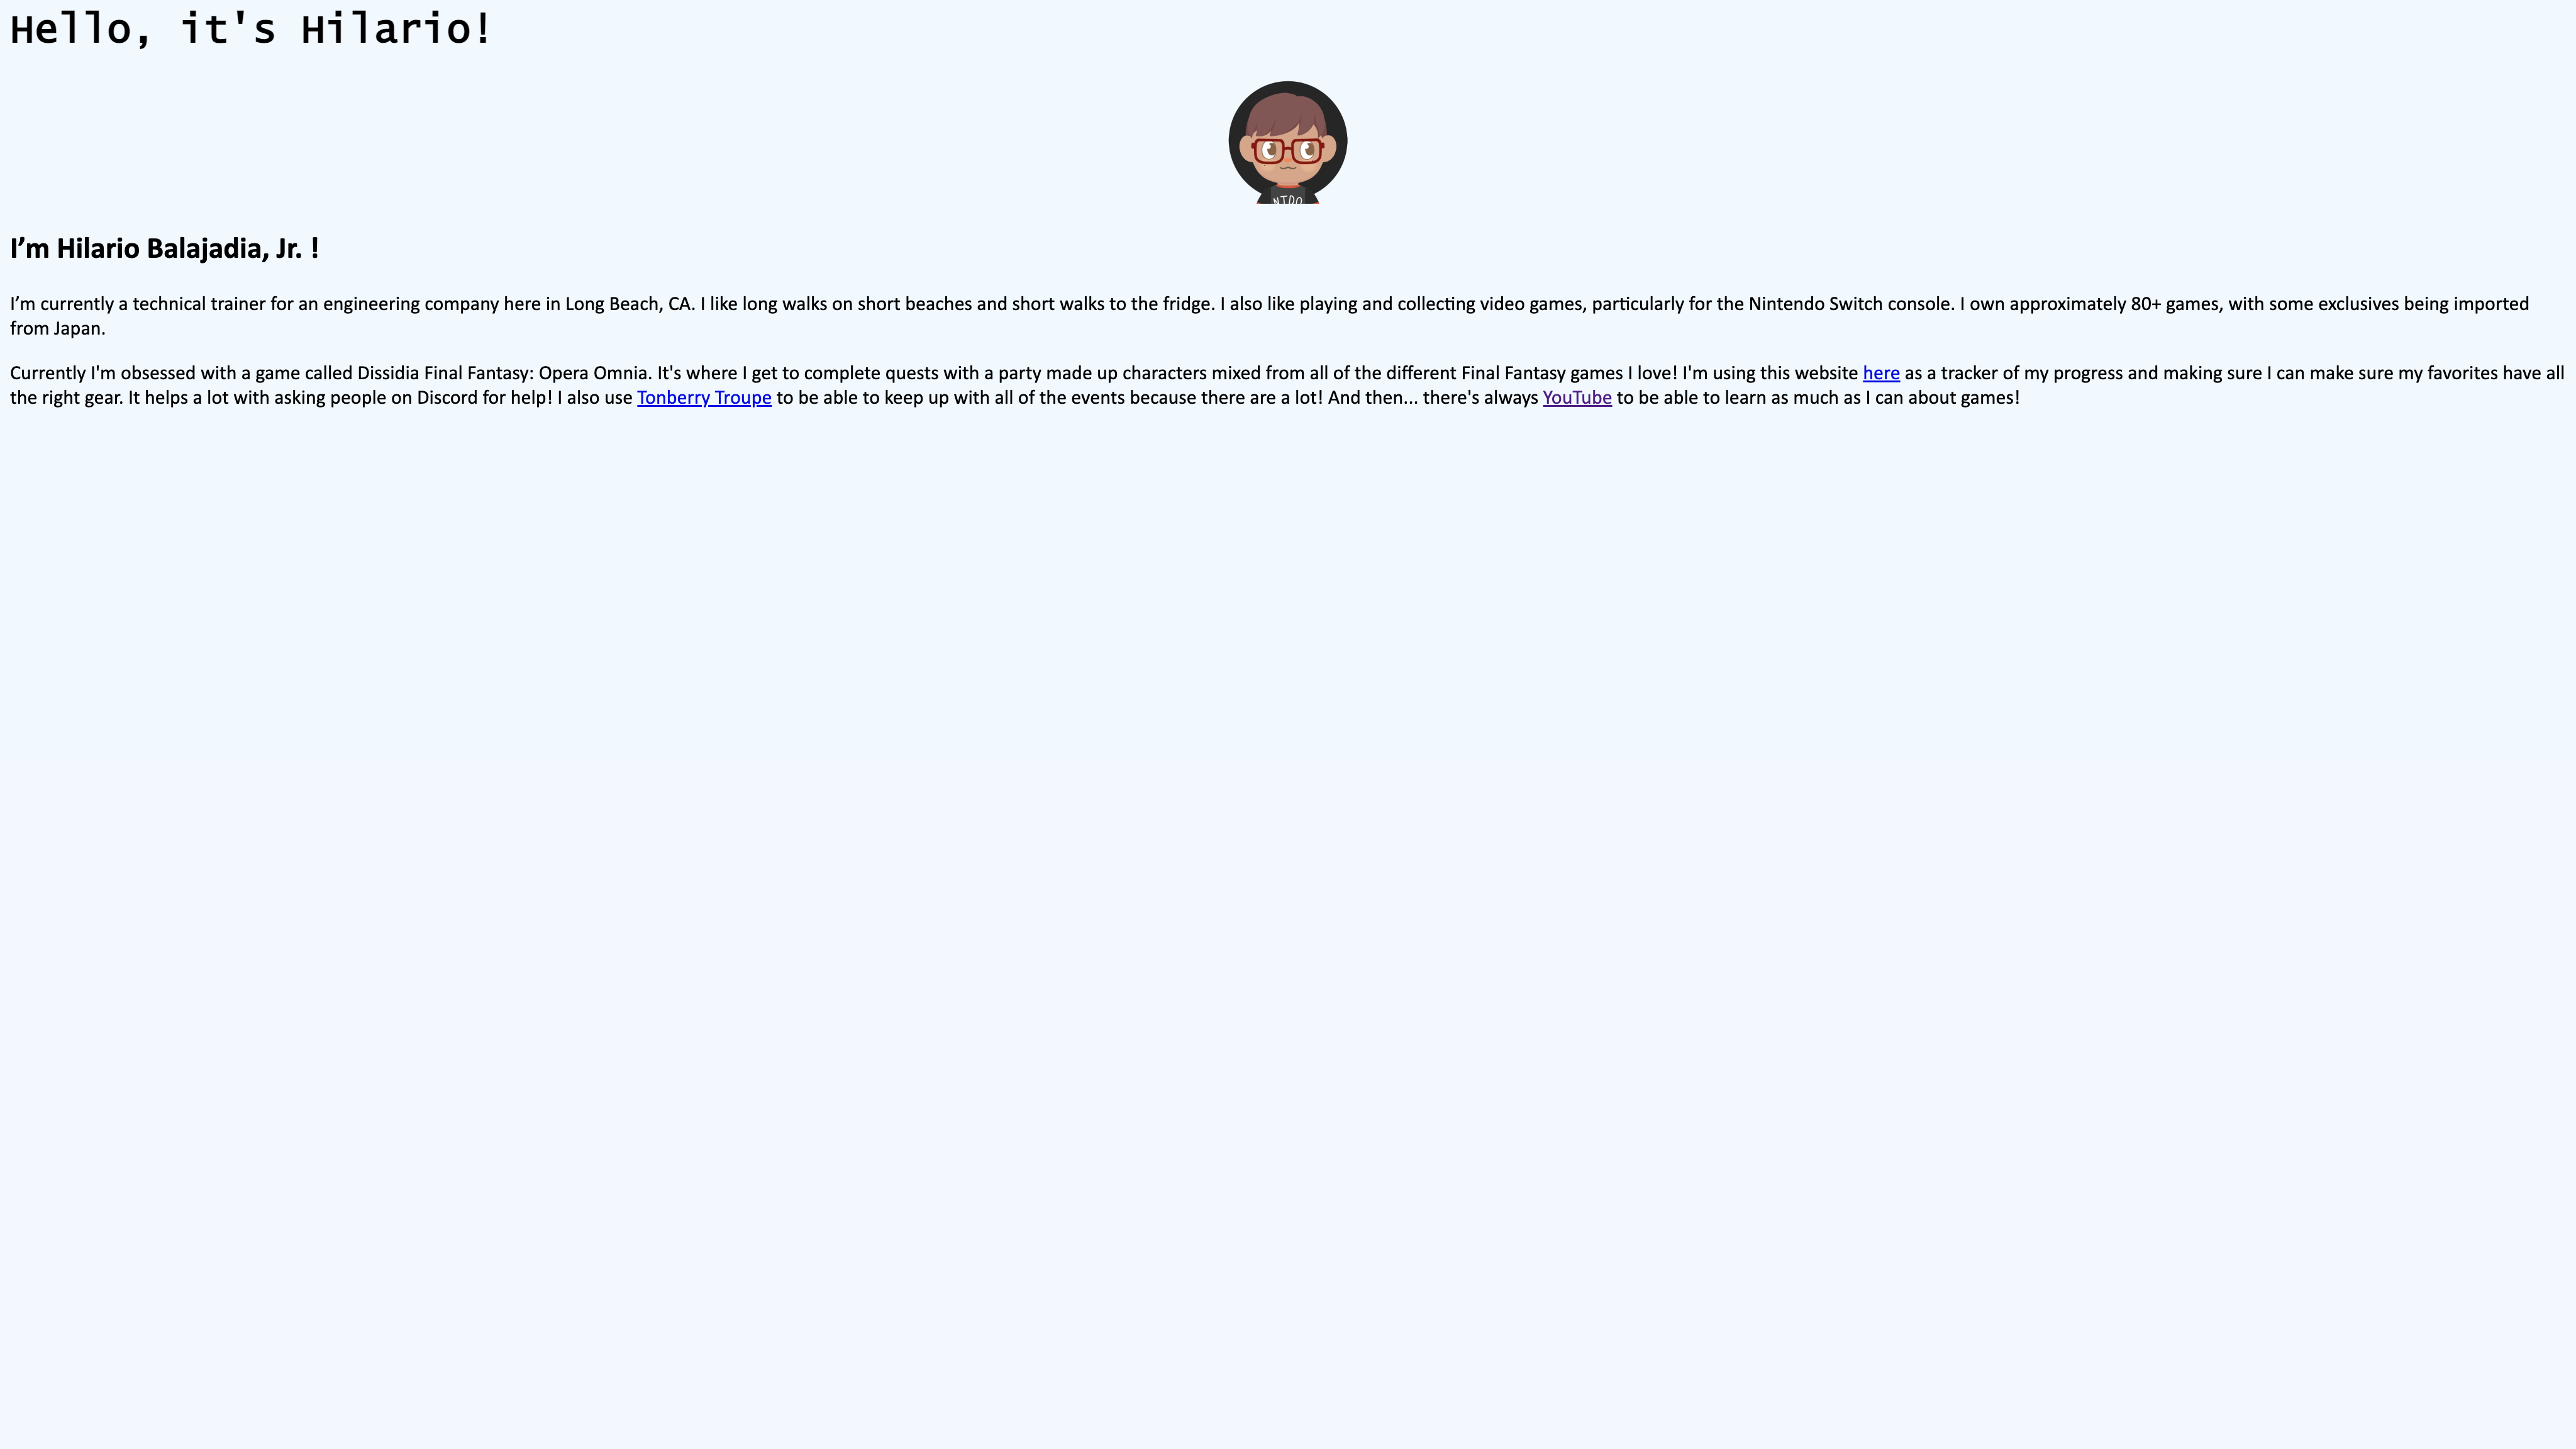 Hello, it's Hilario!
I’m Hilario Balajadia, Jr. !
I’m currently a technical trainer for an engineering company here in Long Beach, CA. I like long walks on short beaches and short walks to the fridge. I also like playing and collecting video games, particularly for the Nintendo Switch console. I own approximately 80+ games, with some exclusives being imported
from Japan.
Currently I'm obsessed with a game called Dissidia Final Fantasy: Opera Omnia. It's where I get to complete quests with a party made up characters mixed from all of the different Final Fantasy games I love! I'm using this website here as a tracker of my progress and making sure I can make sure my favorites have all
the right gear. It helps a lot with asking people on Discord for help! I also use Tonberry Troupe to be able to keep up with all of the events because there are a lot! And then... there's always YouTube to be able to learn as much as I can about games!